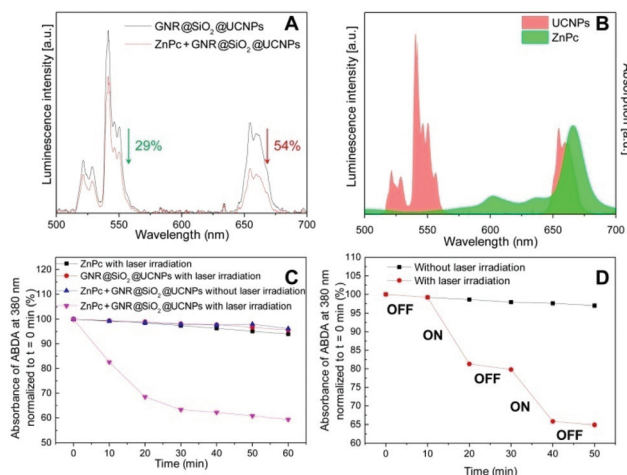 A
GNR@SiO₂@UCNPs
ZnPc+GNR@SiO₂@UCNPs
29%
54%
Luminescence intensity [a.u.]
500 550 600 650 700
Wavelength (nm)
B
UCNPs
ZnPc
Luminescence intensity [a.u.]
Absorption [a.u.]
500 550 600 650 700
Wavelength (nm)
C
ZnPc with laser irradiation
GNR@SiO₂@UCNPs with laser irradiation
ZnPc + GNR@SiO₂@UCNPs without laser irradiation
ZnPc + GNR@SiO₂@UCNPs with laser irradiation
Absorbance of ABDA at 380 nm
normalized to t = 0 min (%)
120
110
100
90
80
70
60
50
0 10 20 30 40 50 60
Time (min)
D
Without laser irradiation
With laser irradiation
OFF
ON
OFF
ON
OFF
Absorbance of ABDA at 380 nm
normalized to t = 0 min (%)
110
105
100
95
90
85
80
75
70
65
60
0 10 20 30 40 50
Time (min)